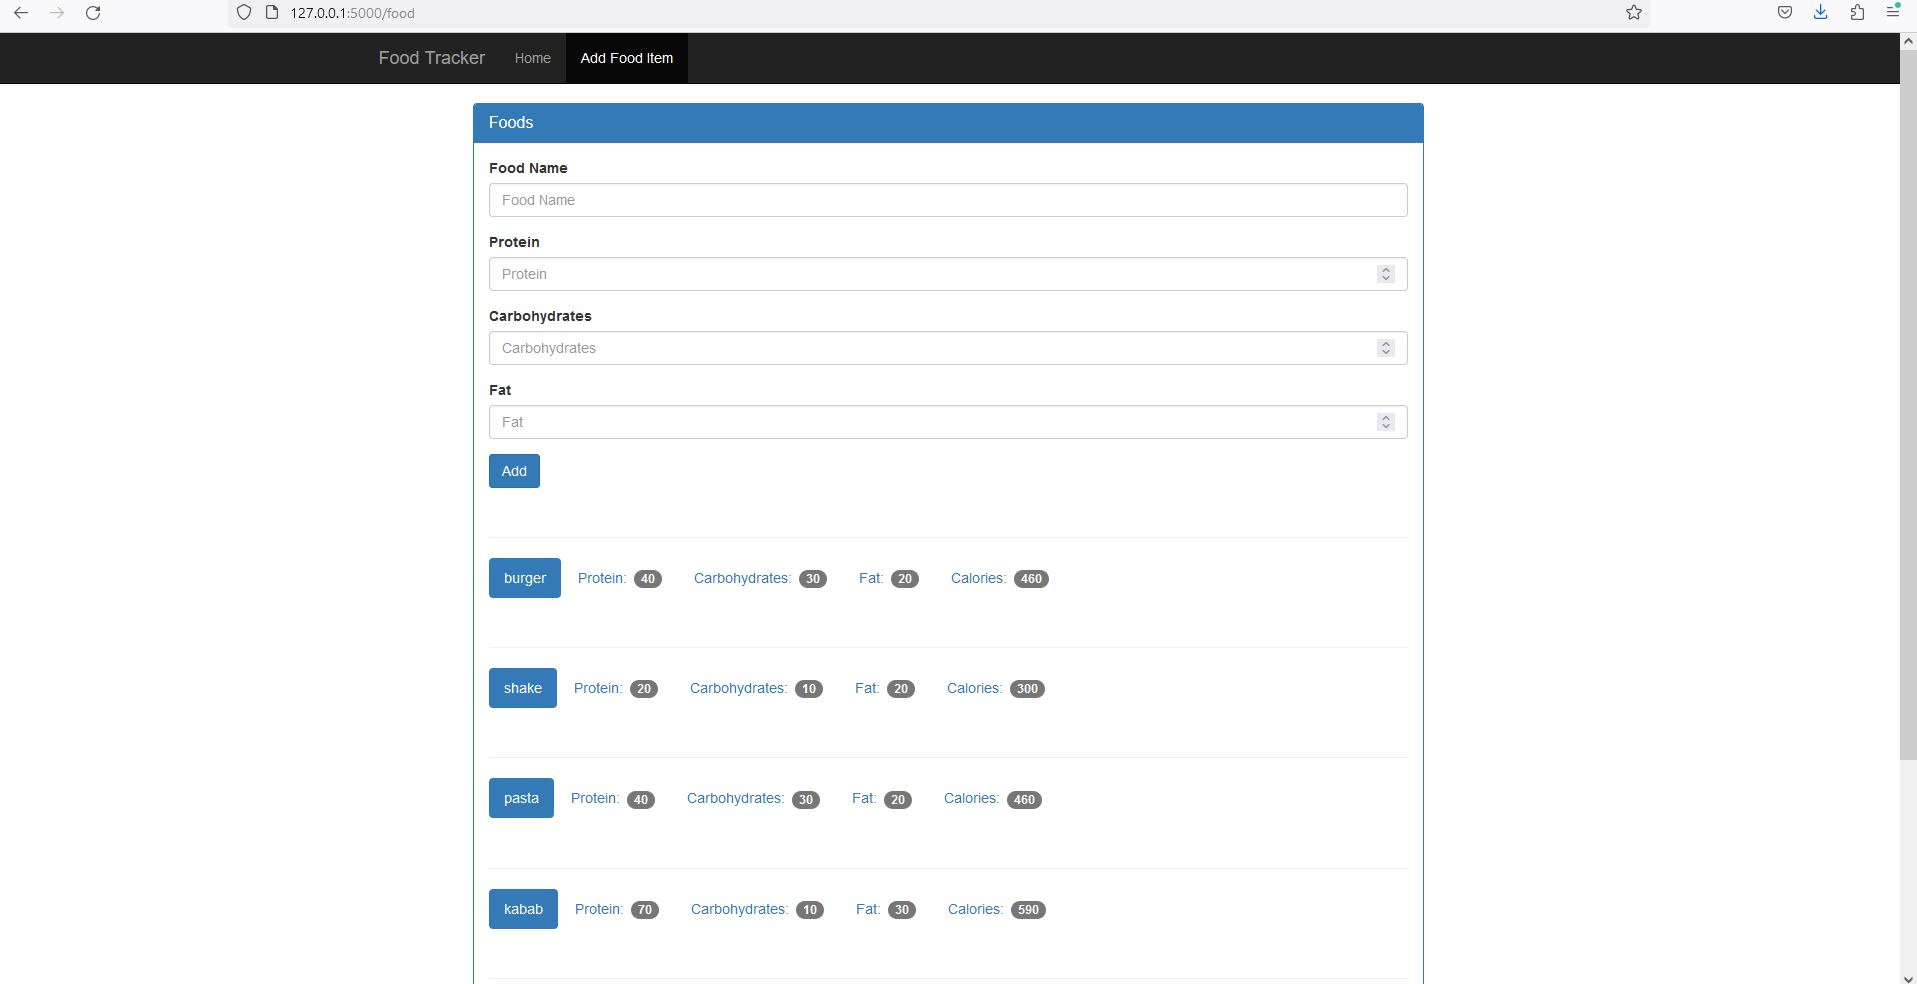 127.0.0.1:5000/food
Food Tracker Home Add Food Item
Foods
Food Name
Food Name
Protein
Protein
Carbohydrates
Carbohydrates
Fat
Fat
Add
burger Protein: 40 Carbohydrates: 30 Fat: 20 Calories: 460
shake Protein: 20 Carbohydrates: 10 Fat: 20 Calories: 300
pasta Protein: 40 Carbohydrates: 30 Fat: 20 Calories: 460
kabab Protein: 70 Carbohydrates: 10 Fat: 30 Calories: 590